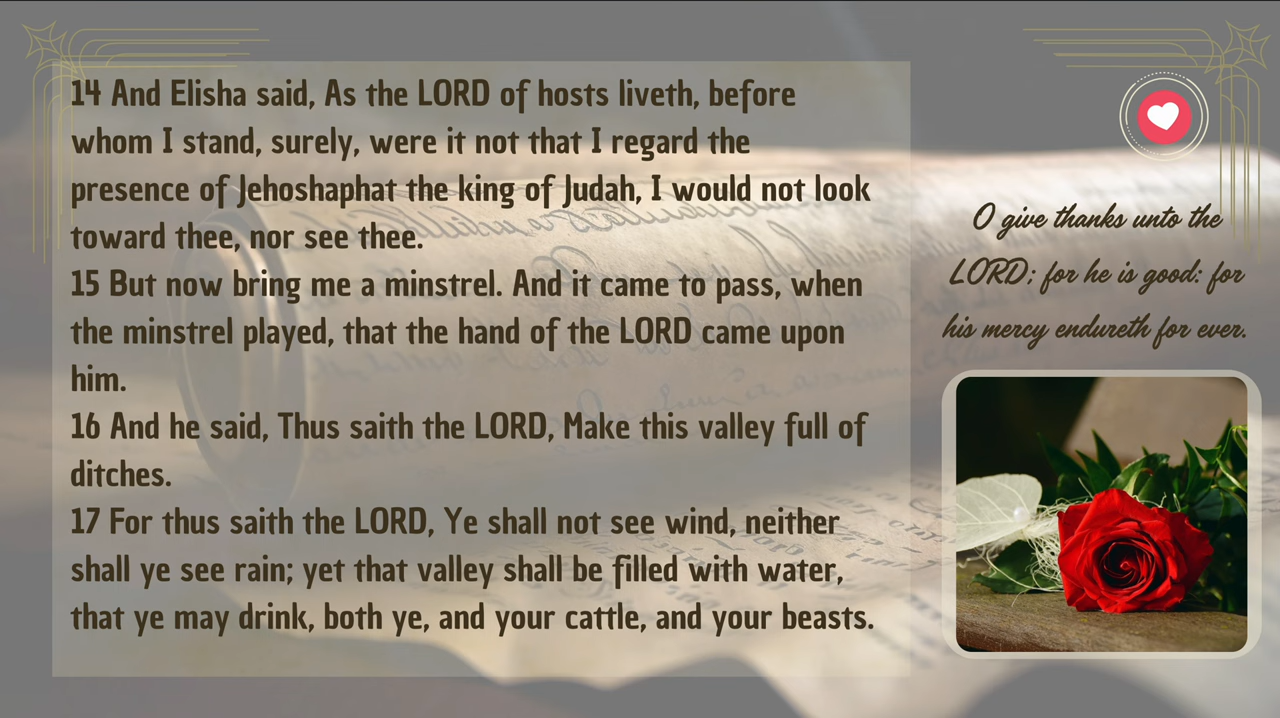 14 And Elisha said, As the LORD of hosts liveth, before
whom I stand, surely, were it not that I regard the
presence of Jehoshaphat the king of Judah, I would not look
toward thee, nor see thee.
15 But now bring me a minstrel. And it came to pass, when
the minstrel played, that the hand of the LORD came upon
him.
16 And he said, Thus saith the LORD, Make this valley full of
ditches.
17 For thus saith the LORD, Ye shall not see wind, neither
shall ye see rain; yet that valley shall be filled with water,
that ye may drink, both ye, and your cattle, and your beasts.
O give thanks unto the
LORD; for he is good: for
his mercy endureth for ever.